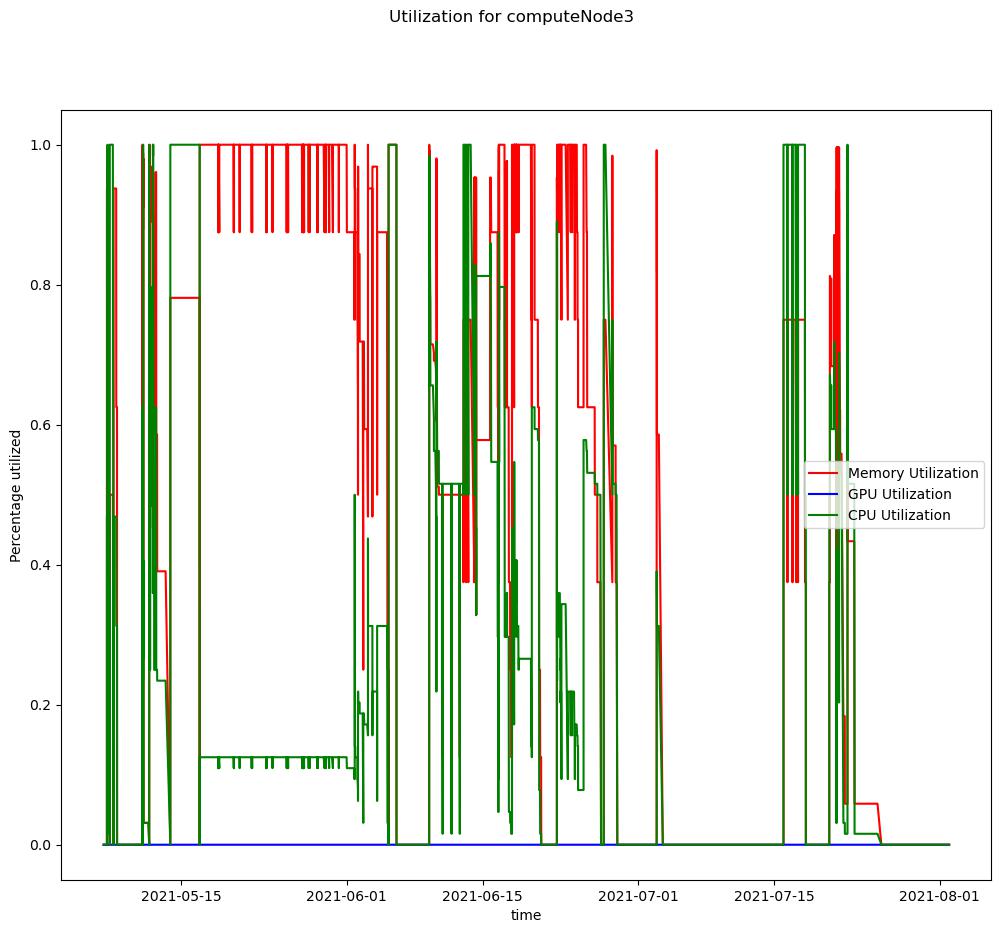 Utilization for computeNode3
1.0
0.8
0.6
0.4
0.2
0.0
Percentage utilized
Memory Utilization
GPU Utilization
CPU Utilization
2021-05-15
2021-06-01
2021-06-15
2021-07-01
2021-07-15
2021-08-01
time